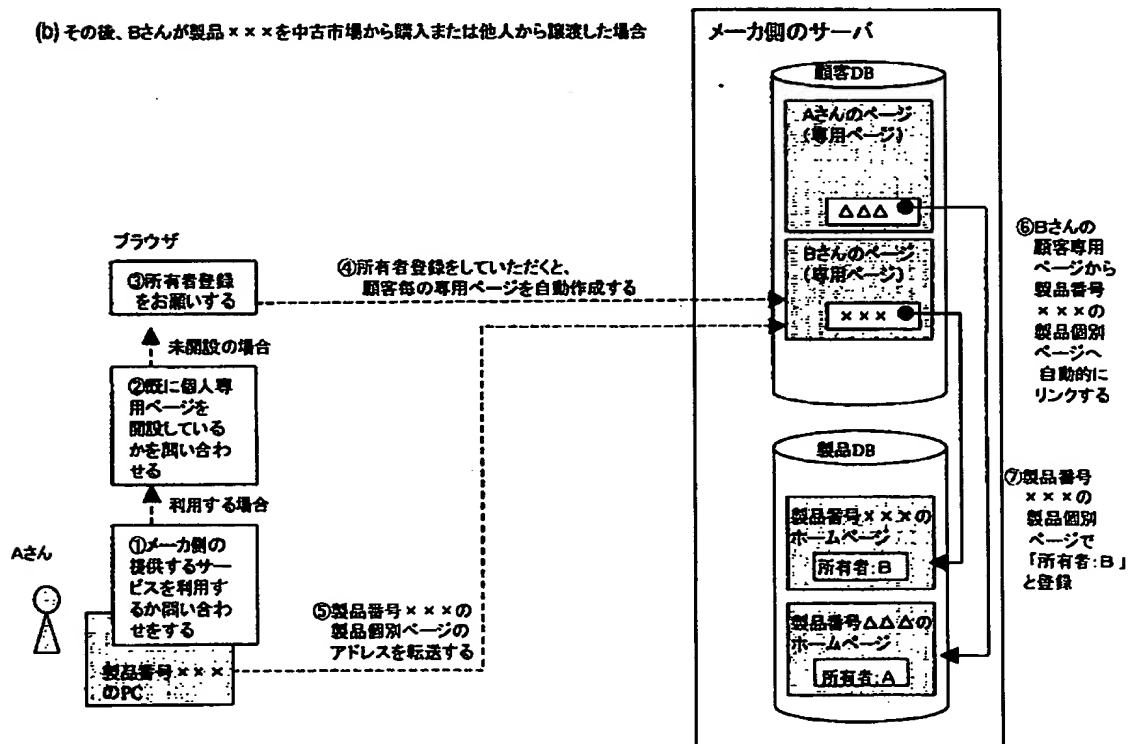 (b) その後、Bさんが製品×××を中古市場から購入または他人から譲渡した場合
メーカ側のサーバ
顧客DB
Aさんのページ
(専用ページ)
△△△
Bさんのページ
(専用ページ)
×××
⑥Bさんの
顧客専用
ページから
製品番号
×××の
製品個別
ページへ
自動的に
リンクする
ブラウザ
③所有者登録
をお願いする
④所有者登録をしていただくと、
顧客毎の専用ページを自動作成する
未開設の場合
②既に個人専
用ページを
開設している
かを問い合わ
せる
利用する場合
Aさん
①メーカ側の
提供するサー
ビスを利用す
るか問い合わ
せをする
製品番号×××
のPC
⑤製品番号×××の
製品個別ページの
アドレスを転送する
製品DB
製品番号×××の
ホームページ
所有者:B
製品番号△△△の
ホームページ
所有者:A
⑦製品番号
×××の
製品個別
ページで
「所有者:B」
と登録